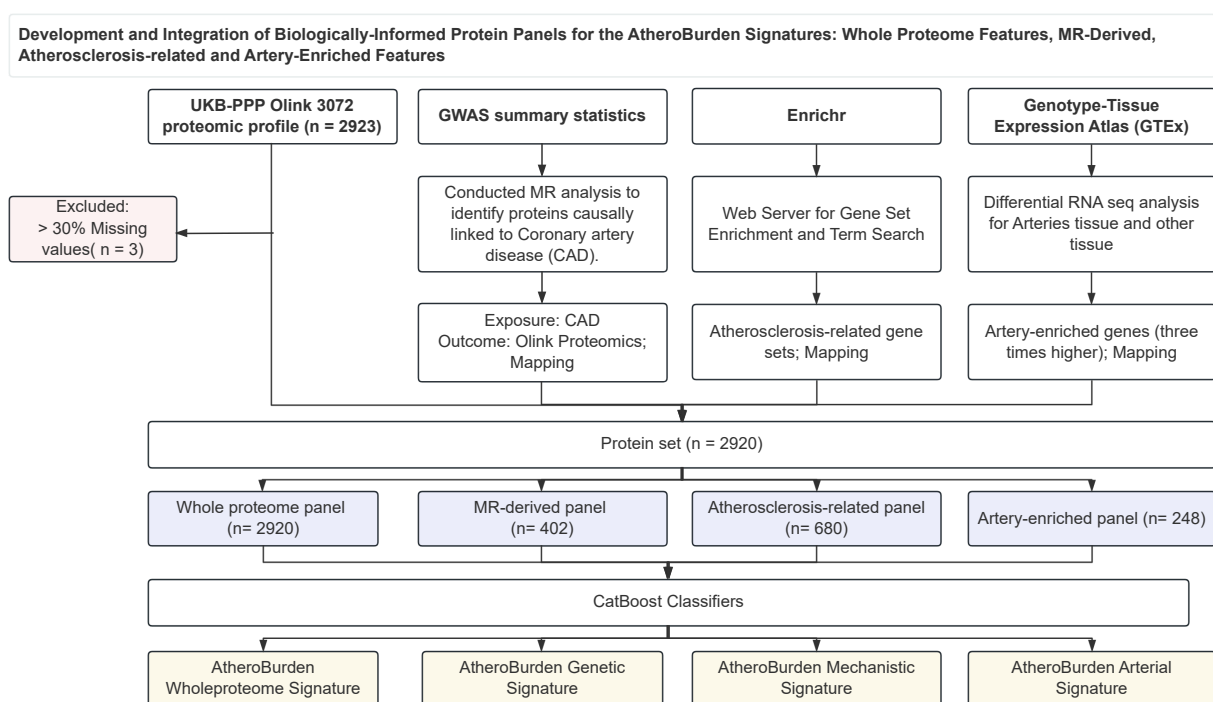 Development and Integration of Biologically-Informed Protein Panels for the AtheroBurden Signatures: Whole Proteome Features, MR-Derived,
Atherosclerosis-related and Artery-Enriched Features
UKB-PPP Olink 3072
proteomic profile (n = 2923)
GWAS summary statistics
Enrichr
Genotype-Tissue
Expression Atlas (GTEx)
Excluded:
> 30% Missing
values( n = 3)
Conducted MR analysis to
identify proteins causally
linked to Coronary artery
disease (CAD).
Web Server for Gene Set
Enrichment and Term Search
Differential RNA seq analysis
for Arteries tissue and other
tissue
Exposure: CAD
Outcome: Olink Proteomics;
Mapping
Atherosclerosis-related gene
sets; Mapping
Artery-enriched genes (three
times higher); Mapping
Protein set (n = 2920)
Whole proteome panel
(n= 2920)
MR-derived panel
(n= 402)
Atherosclerosis-related panel
(n= 680)
Artery-enriched panel (n= 248)
CatBoost Classifiers
AtheroBurden
Wholeproteome Signature
AtheroBurden Genetic
Signature
AtheroBurden Mechanistic
Signature
AtheroBurden Arterial
Signature